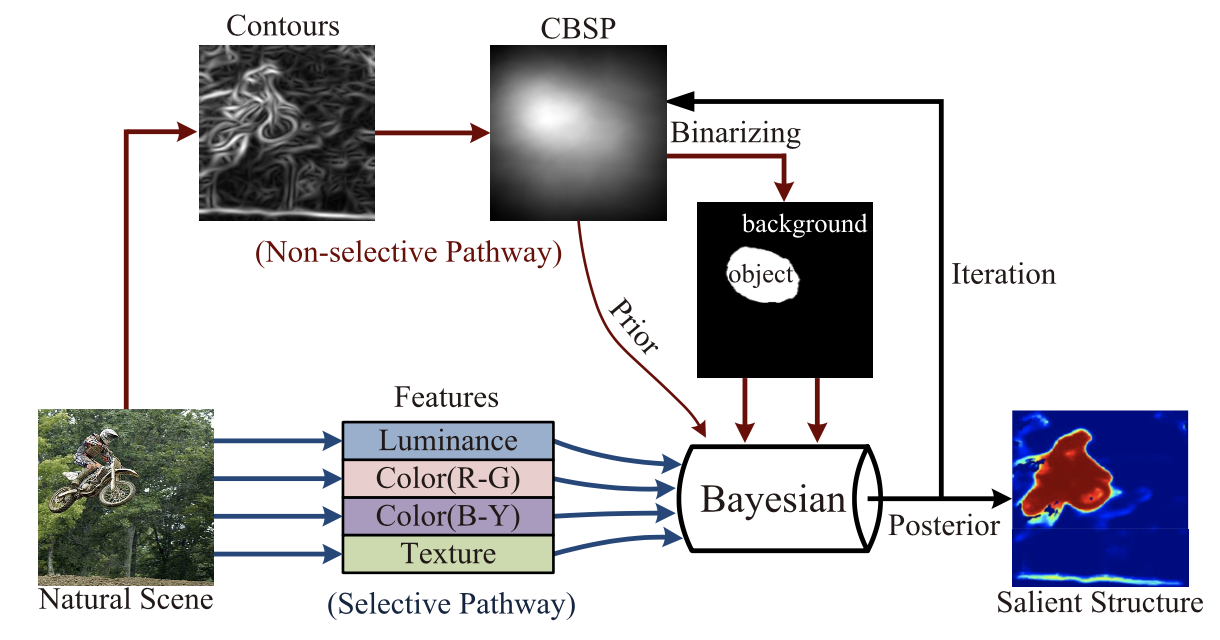 Contours
CBSP
Binarizing
background
object
(Non-selective Pathway)
Iteration
Prior
Features
Luminance
Color(R-G)
Color(B-Y)
Texture
Bayesian
Posterior
Natural Scene
(Selective Pathway)
Salient Structure